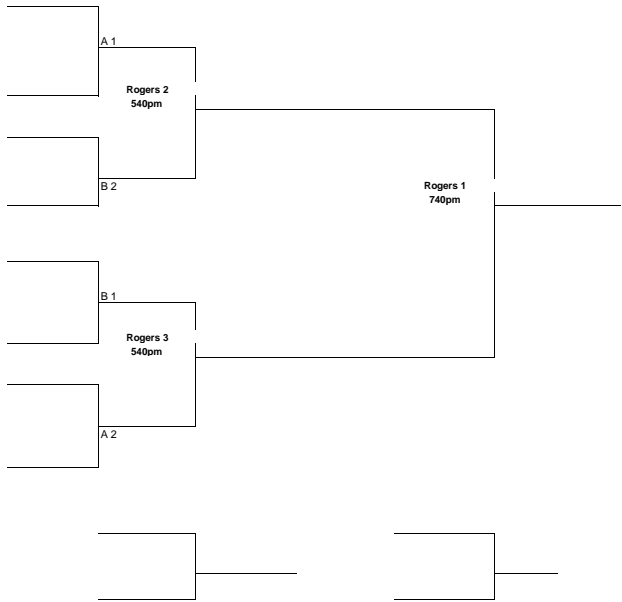 A 1
Rogers 2
540pm
B 2
Rogers 1
740pm
B 1
Rogers 3
540pm
A 2